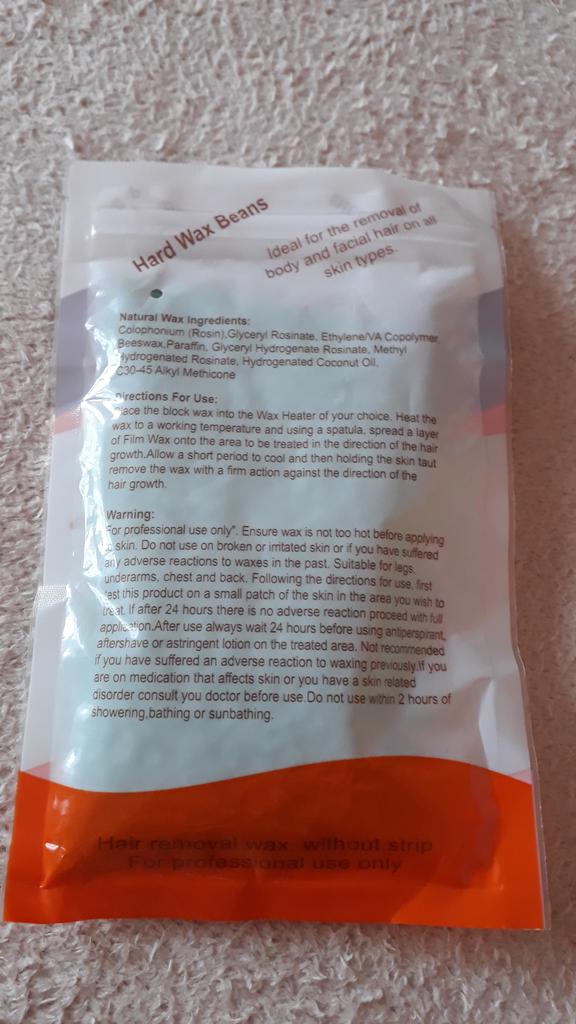 Hard Wax Beans
Ideal for the removal of
body and facial hair on all
skin types.
Natural Wax Ingredients:
Colophonium (Rosin),Glyceryl Rosinate, Ethylene/VA Copolymer,
Beeswax,Paraffin, Glyceryl Hydrogenate Rosinate, Methyl
Hydrogenated Rosinate, Hydrogenated Coconut Oil,
C30-45 Alkyl Methicone
Directions For Use:
Place the block wax into the Wax Heater of your choice. Heat the
wax to a working temperature and using a spatula, spread a layer
of Film Wax onto the area to be treated in the direction of the hair
growth.Allow a short period to cool and then holding the skin taut
remove the wax with a firm action against the direction of the
hair growth.
Warning:
For professional use only". Ensure wax is not too hot before applying
to skin. Do not use on broken or irritated skin or if you have suffered
any adverse reactions to waxes in the past. Suitable for legs,
underarms, chest and back. Following the directions for use, first
test this product on a small patch of the skin in the area you wish to
treat. If after 24 hours there is no adverse reaction proceed with full
application.After use always wait 24 hours before using antiperspirant,
aftershave or astringent lotion on the treated area. Not recommended
if you have suffered an adverse reaction to waxing previously.If you
are on medication that affects skin or you have a skin related
disorder consult you doctor before use.Do not use within 2 hours of
showering,bathing or sunbathing.
Hair removal wax without strip
For professional use only